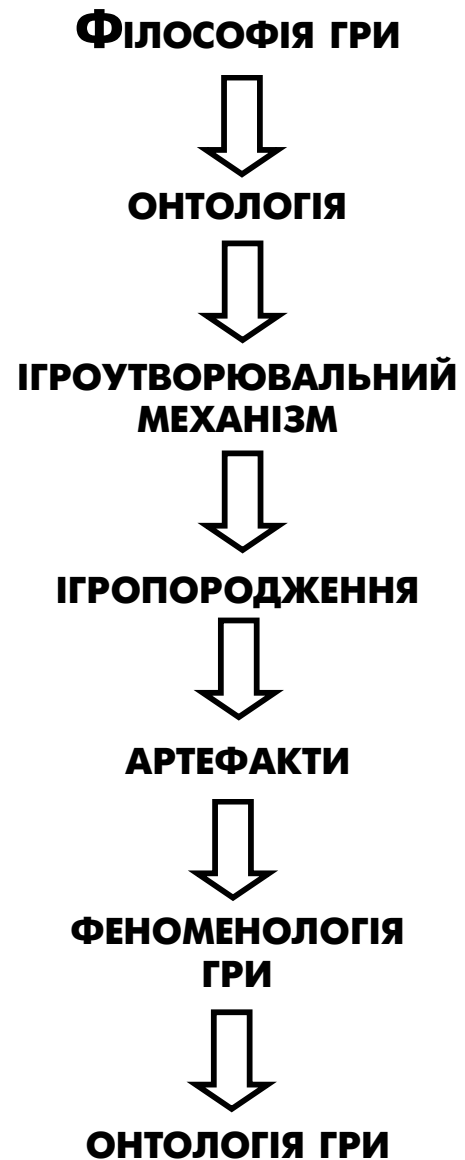 Філософія гри
ОНТОЛОГІЯ
ІГРОУТВОРЮВАЛЬНИЙ
МЕХАНІЗМ
ІГРОПОРОДЖЕННЯ
АРТЕФАКТИ
ФЕНОМЕНОЛОГІЯ
ГРИ
ОНТОЛОГІЯ ГРИ